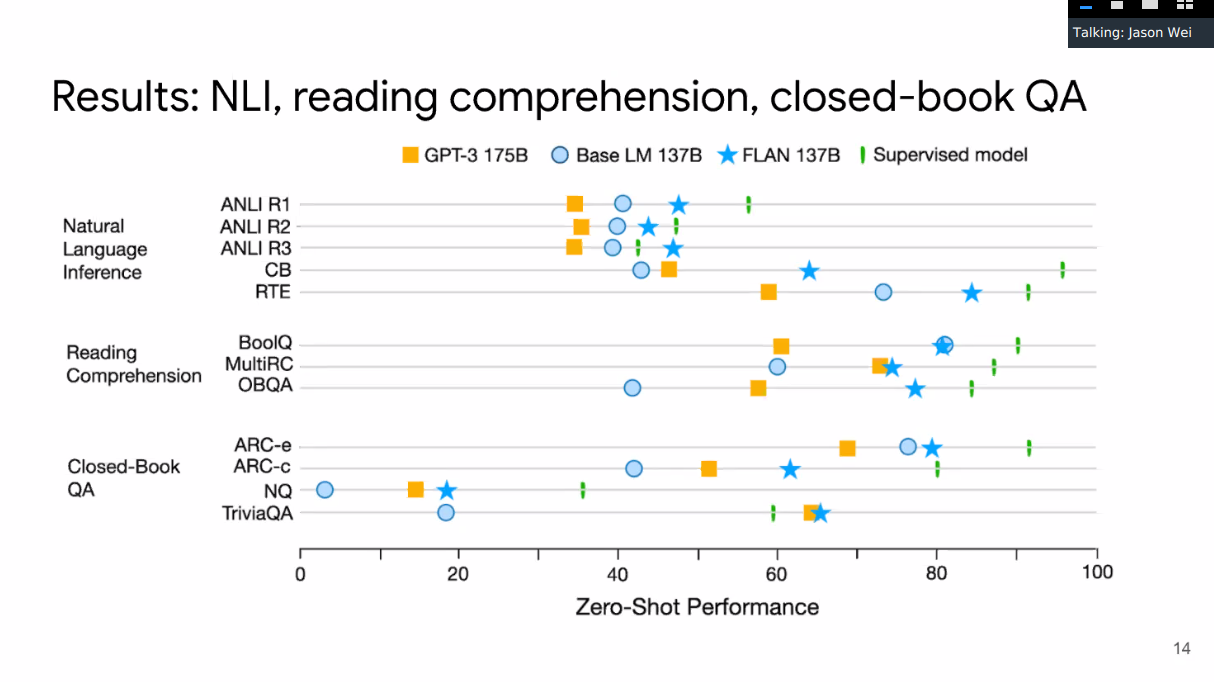 Talking: Jason Wei
Results: NLI, reading comprehension, closed-book QA
GPT-3 175B Base LM 137B FLAN 137B Supervised model
Natural
Language
Inference
ANLI R1
ANLI R2
ANLI R3
CB
RTE
Reading
Comprehension
BoolQ
MultiRC
OBQA
Closed-Book
QA
ARC-e
ARC-c
NQ
TriviaQA
0 20 40 60 80 100
Zero-Shot Performance
14